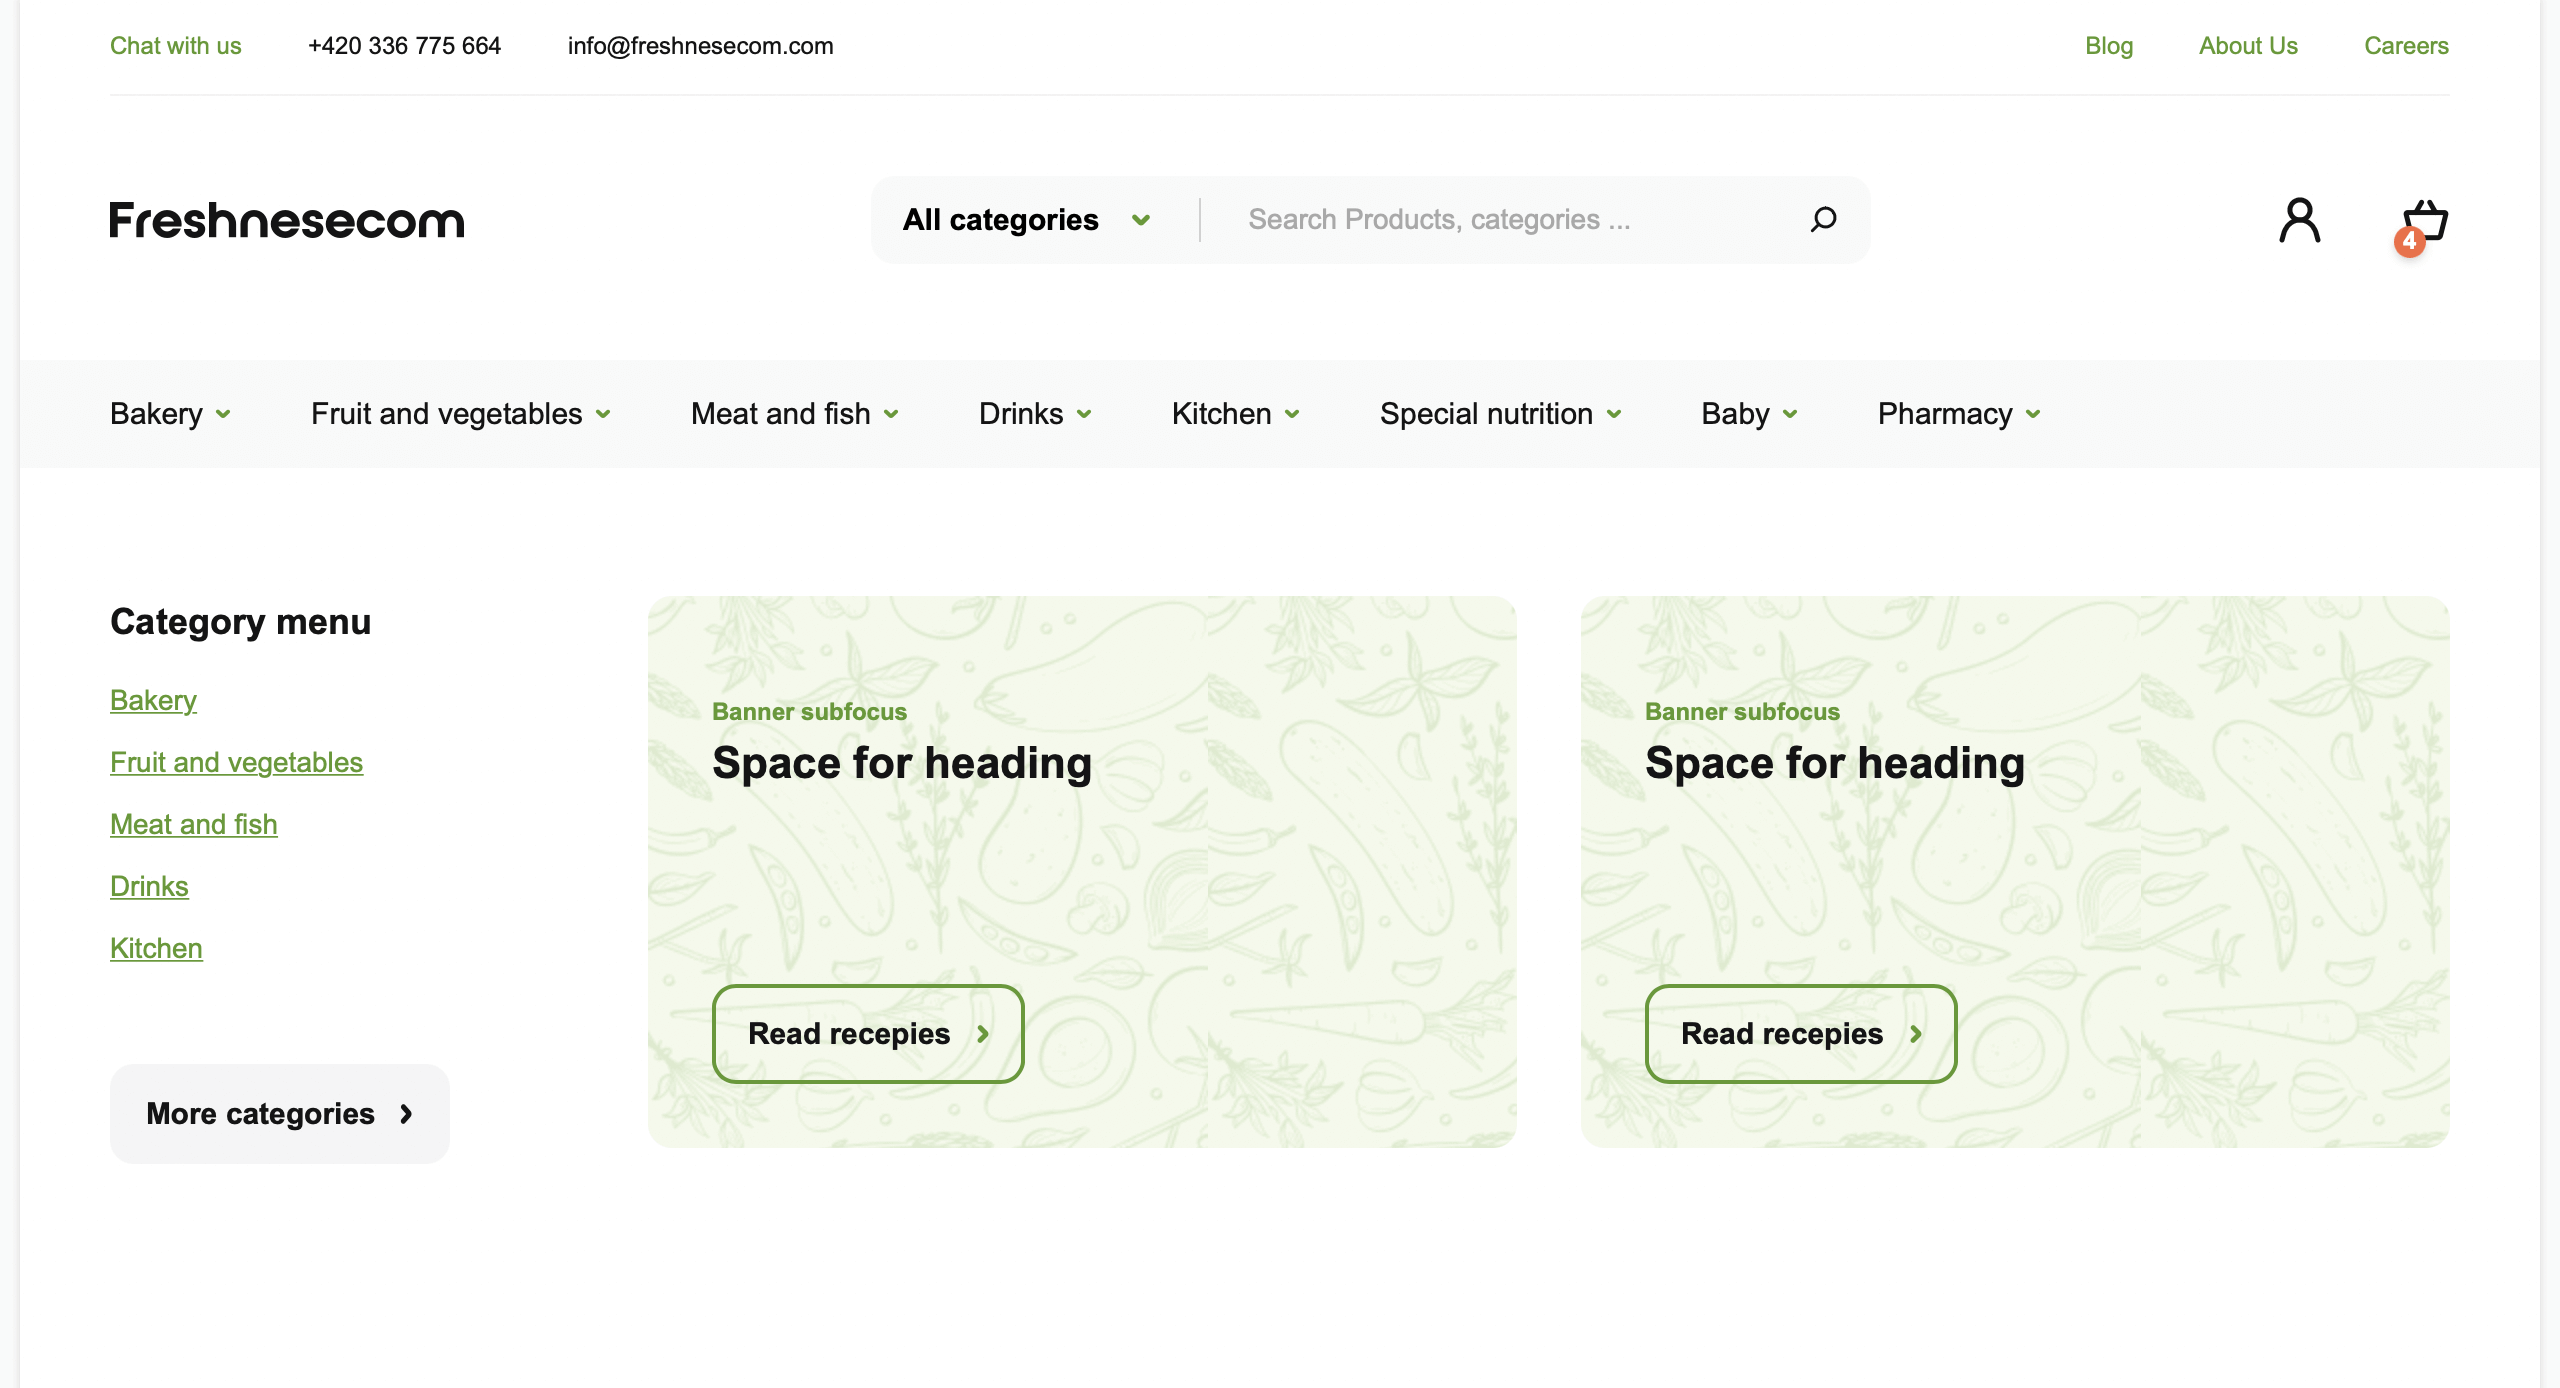 Chat with us +420 336 775 664 info@freshnesecom.com Blog About Us Careers
Freshnesecom All categories Search Products, categories ... 4
Bakery Fruit and vegetables Meat and fish Drinks Kitchen Special nutrition Baby Pharmacy
Category menu
Bakery
Fruit and vegetables
Meat and fish
Drinks
Kitchen
More categories
Banner subfocus
Space for heading
Read recepies
Banner subfocus
Space for heading
Read recepies